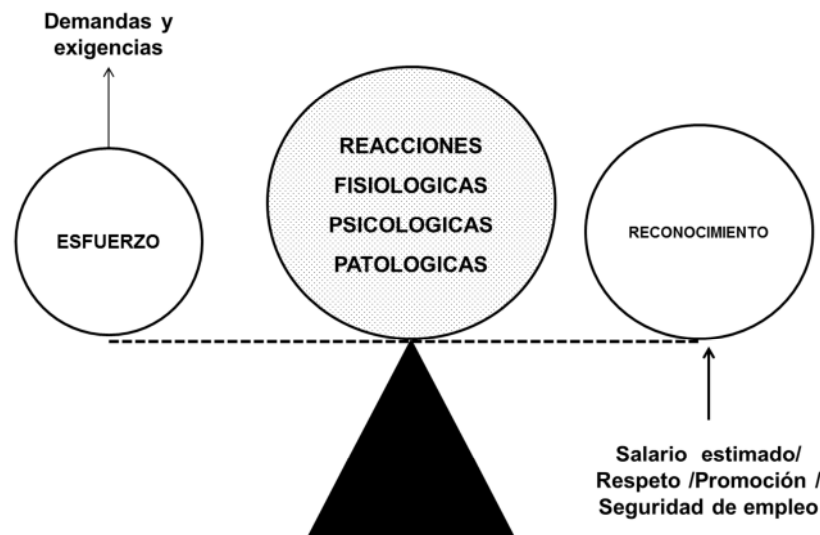 Demandas y
exigencias
ESFUERZO
REACCIONES
FISIOLOGICAS
PSICOLOGICAS
PATOLOGICAS
RECONOCIMIENTO
Salario estimado/
Respeto /Promoción /
Seguridad de empleo